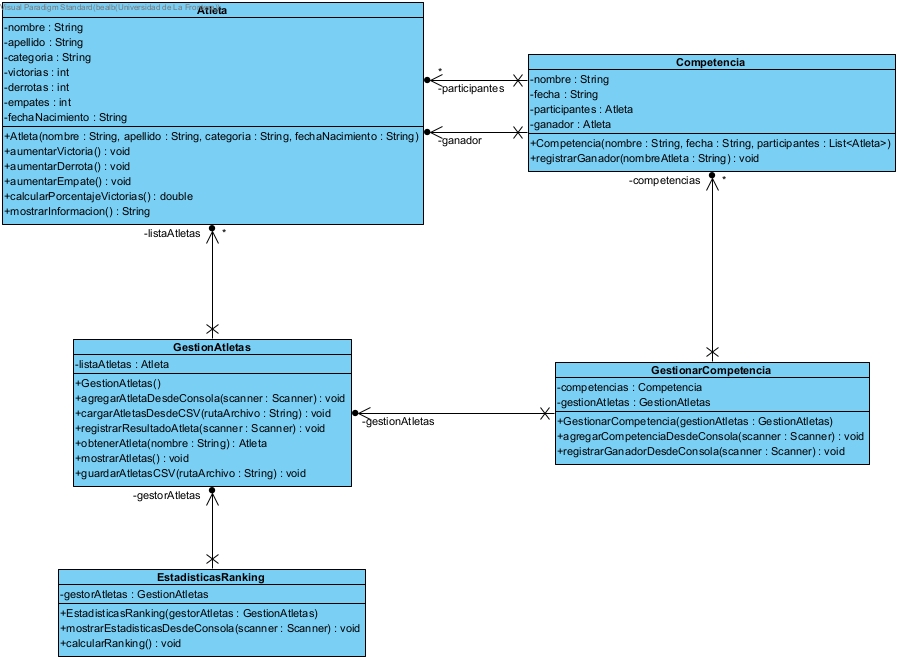 Visual Paradigm Standard(bealb(Universidad de La Fron
Atleta
-nombre : String
-apellido : String
-categoria : String
-victorias : int
-derrotas : int
-empates : int
-fechaNacimiento : String
+Atleta(nombre : String, apellido : String, categoria : String, fechaNacimiento : String)
+aumentarVictoria() : void
+aumentarDerrota() : void
+aumentarEmpate() : void
+calcularPorcentajeVictorias() : double
+mostrarInformacion() : String
*
-participantes
-ganador
Competencia
-nombre : String
-fecha : String
-participantes : Atleta
-ganador : Atleta
+Competencia(nombre : String, fecha : String, participantes : List<Atleta>)
+registrarGanador(nombreAtleta : String) : void
-competencias *
-listaAtletas *
GestionAtletas
-listaAtletas : Atleta
+GestionAtletas()
+agregarAtletaDesdeConsola(scanner : Scanner) : void
+cargarAtletasDesdeCSV(rutaArchivo : String) : void
+registrarResultadoAtleta(scanner : Scanner) : void
+obtenerAtleta(nombre : String) : Atleta
+mostrarAtletas() : void
+guardarAtletasCSV(rutaArchivo : String) : void
-gestionAtletas
GestionarCompetencia
-competencias : Competencia
-gestionAtletas : GestionAtletas
+GestionarCompetencia(gestionAtletas : GestionAtletas)
+agregarCompetenciaDesdeConsola(scanner : Scanner) : void
+registrarGanadorDesdeConsola(scanner : Scanner) : void
-gestorAtletas
EstadisticasRanking
-gestorAtletas : GestionAtletas
+EstadisticasRanking(gestorAtletas : GestionAtletas)
+mostrarEstadisticasDesdeConsola(scanner : Scanner) : void
+calcularRanking() : void